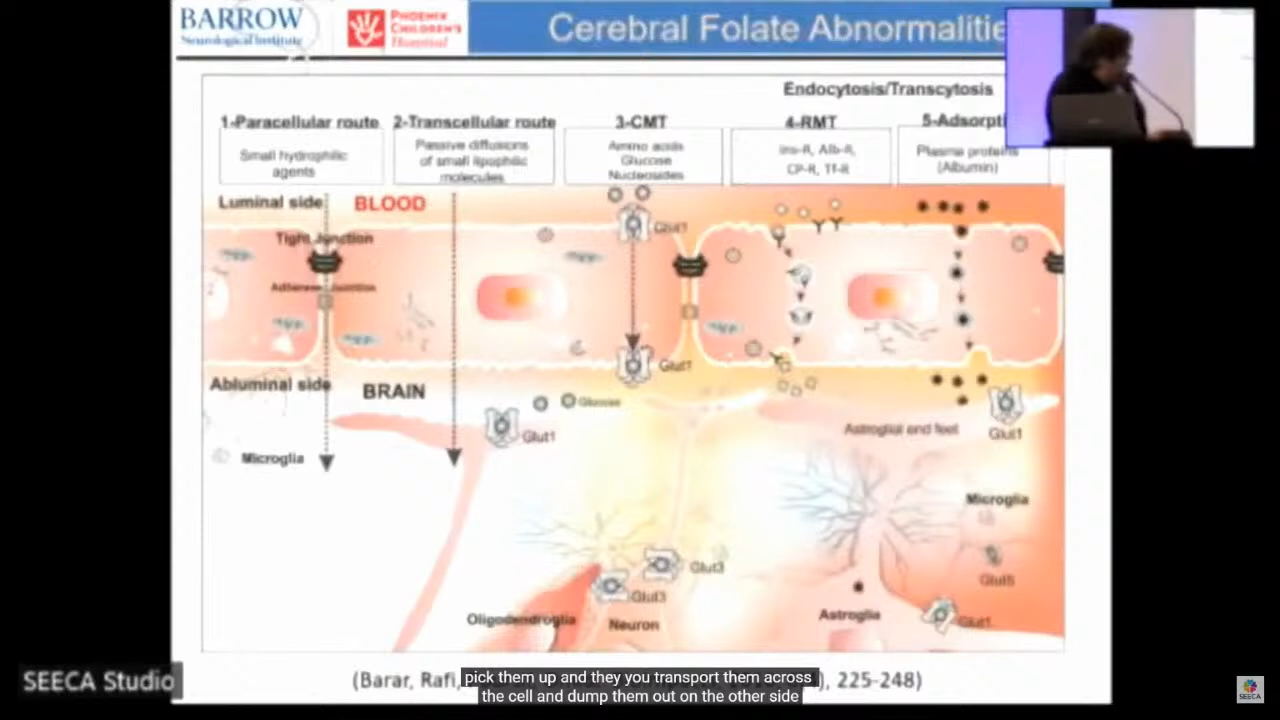 BARROW
Neurological Institute
PHOENIX
CHILDREN'S
Hospital
Cerebral Folate Abnormalitie
Endocytosis/Transcytosis
1-Paracellular route
2-Transcellular route
3-CMT
4-RMT
5-Adsorpti
Small hydrophilic
agents
Passive diffusions
of small lipophilic
molecules
Amino acids
Glucose
Nucleosides
Ins-R, Alb-R,
CP-R, Tf-R
Plasma proteins
(Albumin)
Luminal side
BLOOD
Glut1
Tight Junction
Adherens Junction
Glut1
Abluminal side
BRAIN
Glucose
Glut1
Astroglial end feet
Glut1
Microglia
Microglia
Glut3
Glut3
Glut5
Oligodendroglia
Neuron
Astroglia
Glut1
SEECA Studio
(Barar, Rafi,
), 225-248)
pick them up and they you transport them across
the cell and dump them out on the other side
SEECA